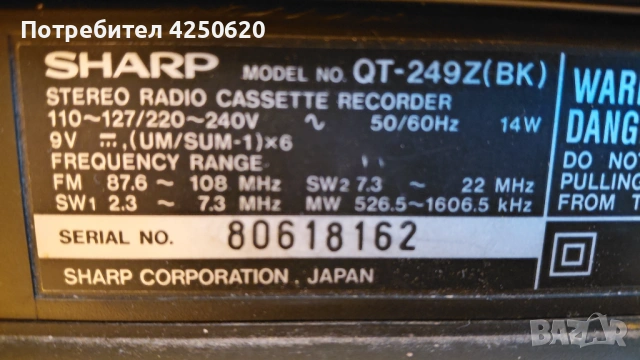 Потребител 4250620
SHARP MODEL NO. QT-249Z(BK)
STEREO RADIO CASSETTE RECORDER
110~127/220~240V ~ 50/60Hz 14W
9V ⎓,(UM/SUM-1)×6
FREQUENCY RANGE
FM 87.6 ~ 108 MHz SW2 7.3 ~ 22 MHz
SW1 2.3 ~ 7.3 MHz MW 526.5~1606.5 kHz
SERIAL NO. 80618162
SHARP CORPORATION, JAPAN
WAR
DANG
DO NO
PULLING
FROM T
BAZAR